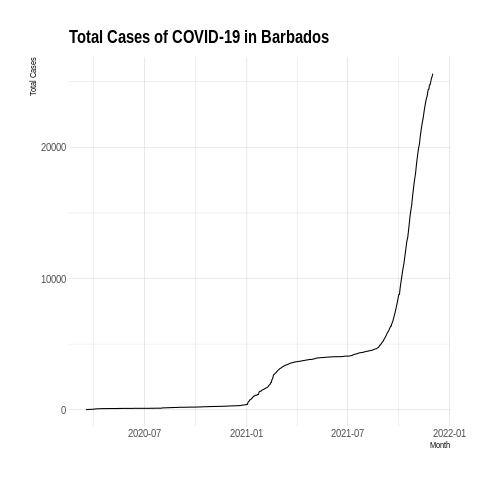 Total Cases of COVID-19 in Barbados
Total Cases
20000
10000
0
2020-07 2021-01 2021-07 2022-01
Month